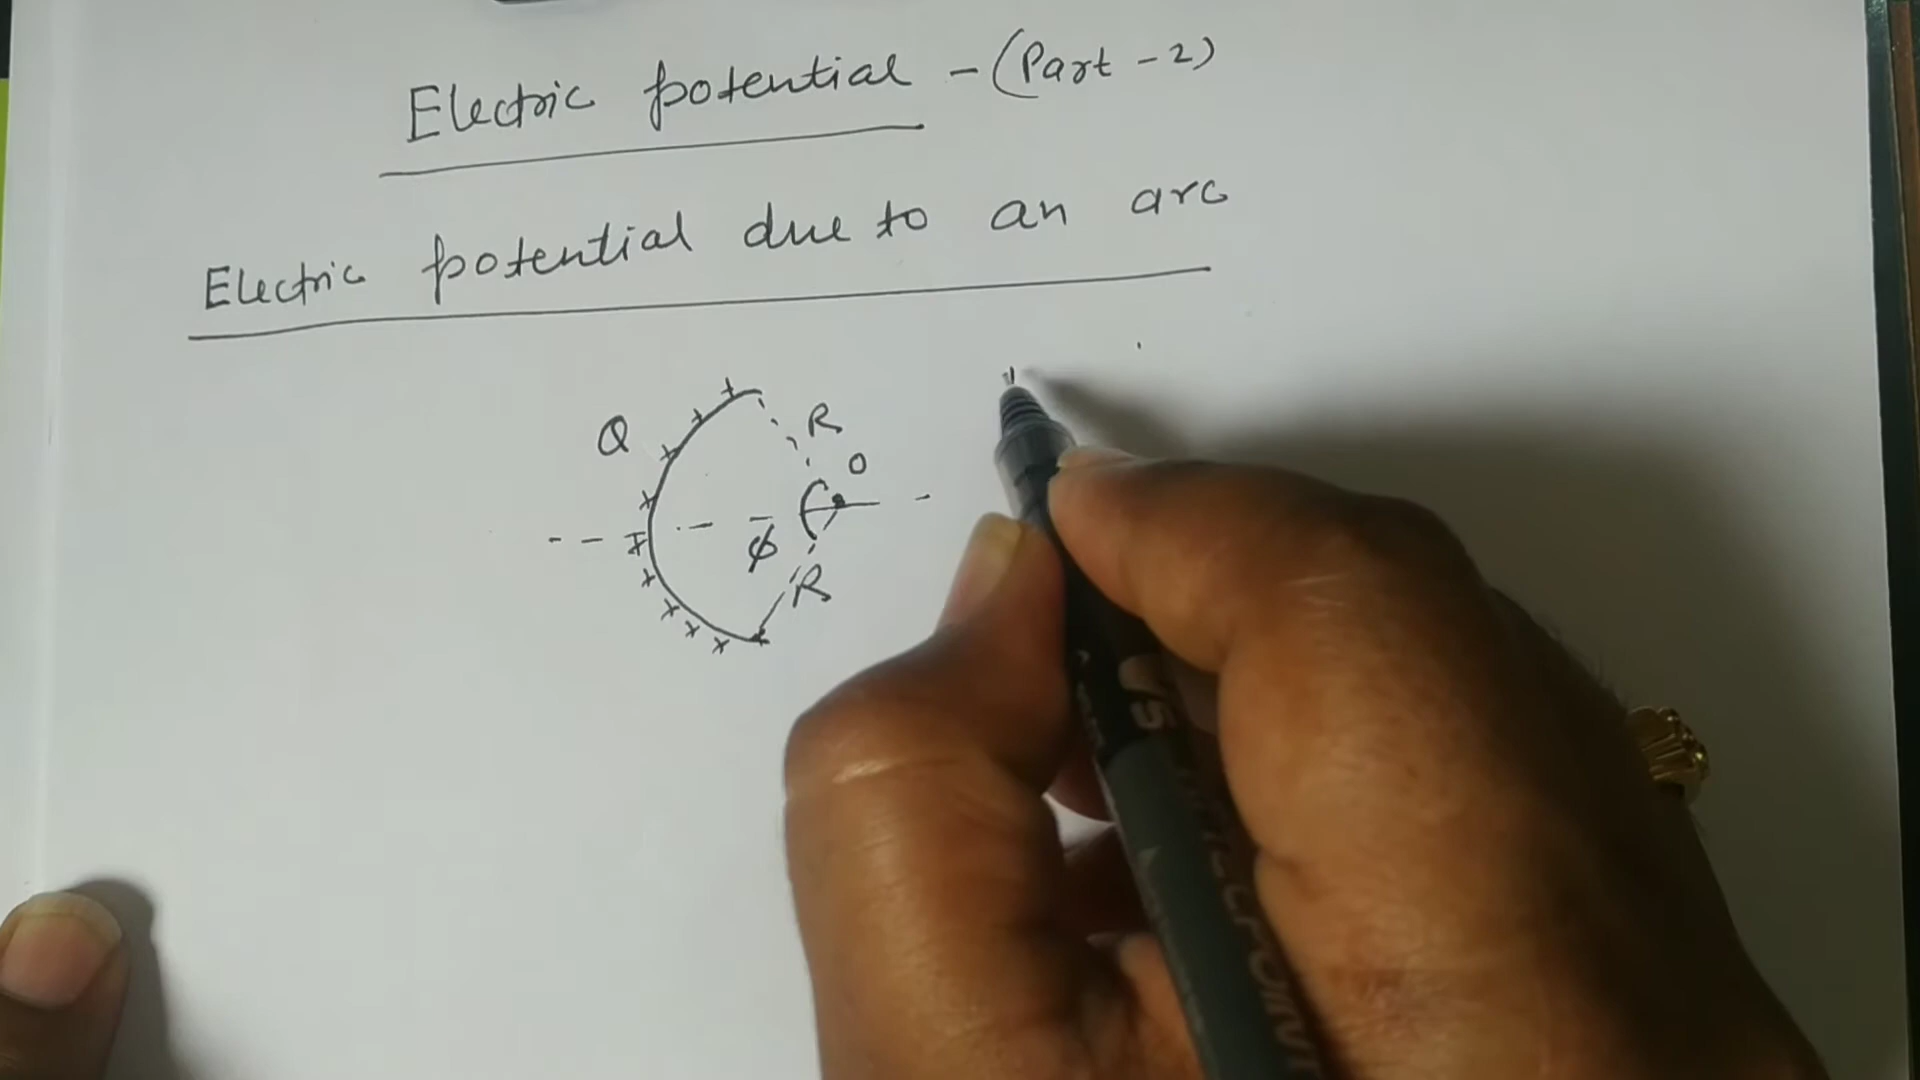 Electric potential - (Part - 2)
Electric potential due to an arc
Q
R
O
φ
R